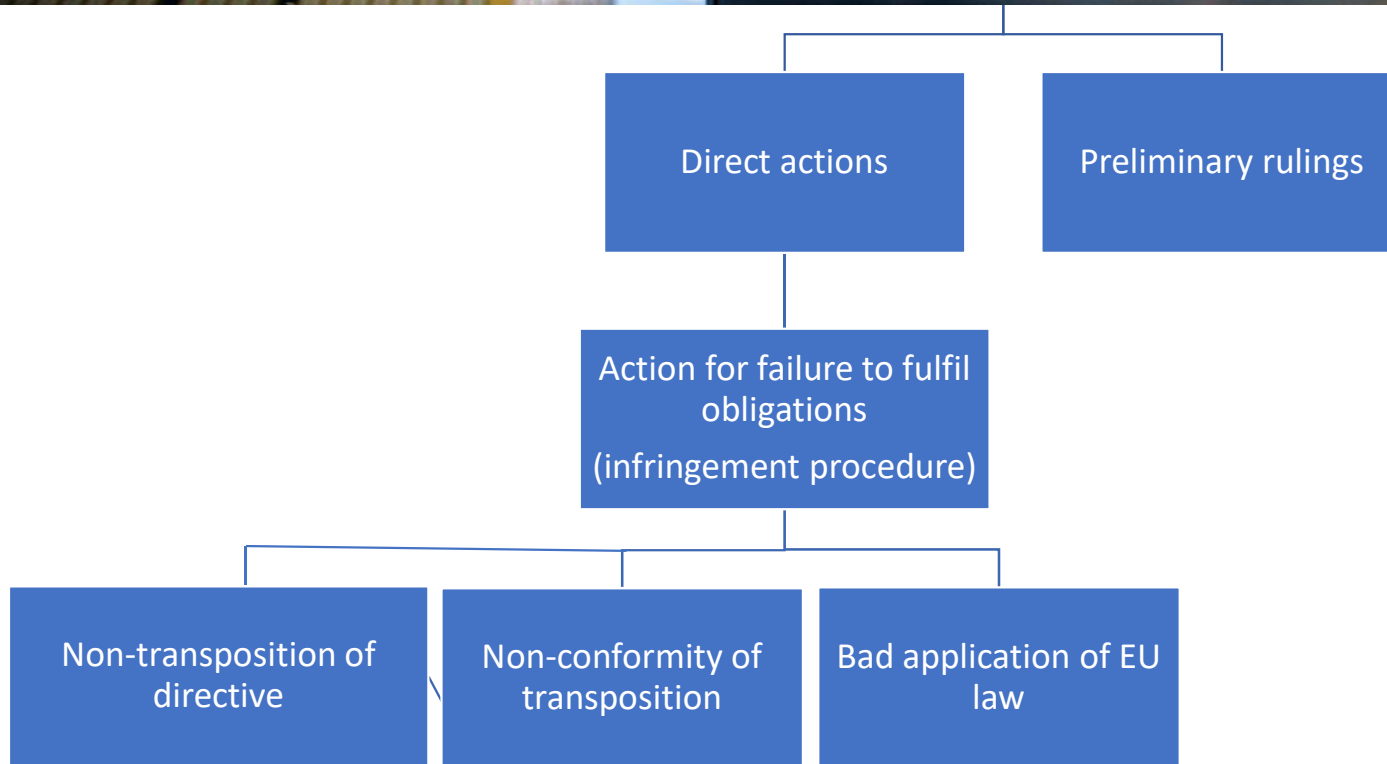 Direct actions
Preliminary rulings
Action for failure to fulfil
obligations
(infringement procedure)
Non-transposition of
directive
Non-conformity of
transposition
Bad application of EU
law